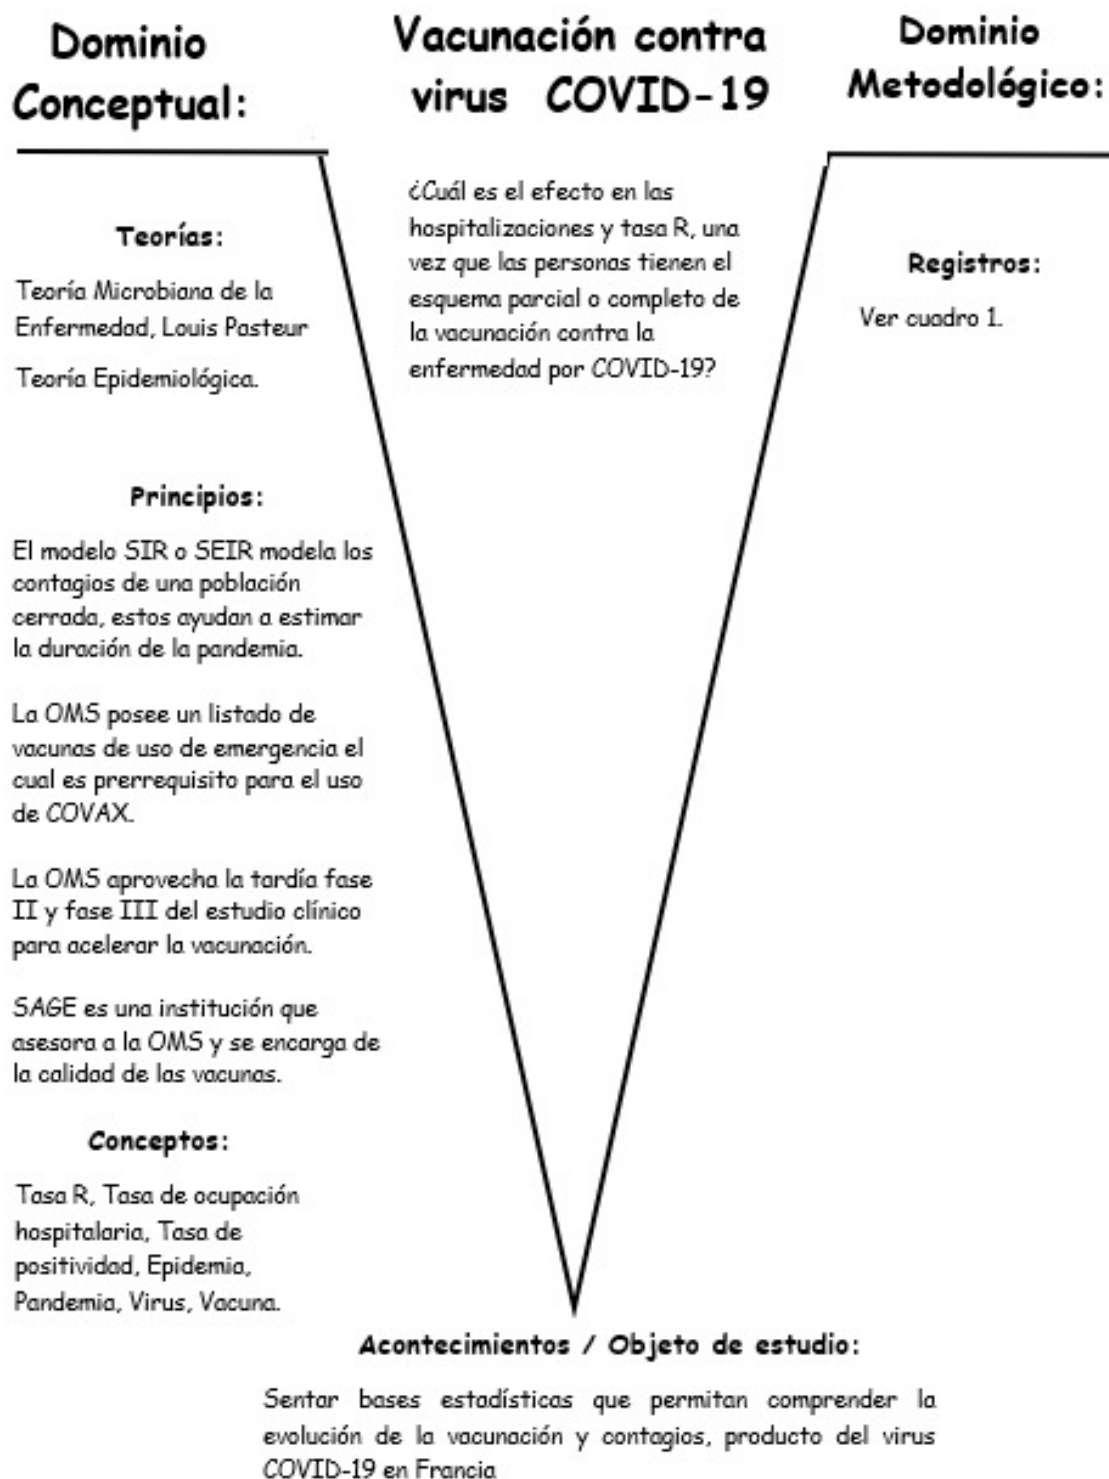 Dominio
Conceptual:
Vacunación contra
virus COVID-19
Dominio
Metodológico:
¿Cuál es el efecto en las
hospitalizaciones y tasa R, una
vez que las personas tienen el
esquema parcial o completo de
la vacunación contra la
enfermedad por COVID-19?
Teorías:
Teoría Microbiana de la
Enfermedad, Louis Pasteur
Teoría Epidemiológica.
Principios:
El modelo SIR o SEIR modela los
contagios de una población
cerrada, estos ayudan a estimar
la duración de la pandemia.
La OMS posee un listado de
vacunas de uso de emergencia el
cual es prerrequisito para el uso
de COVAX.
La OMS aprovecha la tardía fase
II y fase III del estudio clínico
para acelerar la vacunación.
SAGE es una institución que
asesora a la OMS y se encarga de
la calidad de las vacunas.
Conceptos:
Tasa R, Tasa de ocupación
hospitalaria, Tasa de
positividad, Epidemia,
Pandemia, Virus, Vacuna.
Registros:
Ver cuadro 1.
Acontecimientos / Objeto de estudio:
Sentar bases estadísticas que permitan comprender la
evolución de la vacunación y contagios, producto del virus
COVID-19 en Francia